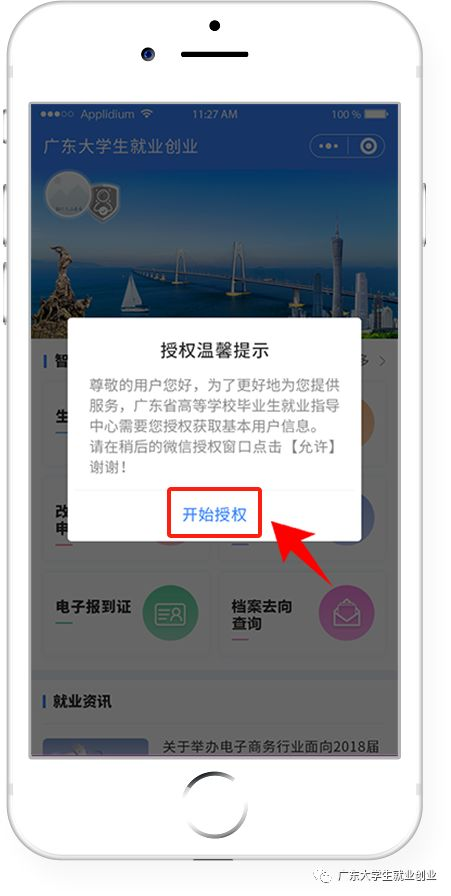 Applidium
11:27 AM
100 %
广东大学生就业创业
授权温馨提示
尊敬的用户您好，为了更好地为您提供
服务，广东省高等学校毕业生就业指导
中心需要您授权获取基本用户信息。
请在稍后的微信授权窗口点击【允许】
谢谢！
开始授权
电子报到证
档案去向
查询
就业资讯
关于举办电子商务行业面向2018届
广东大学生就业创业